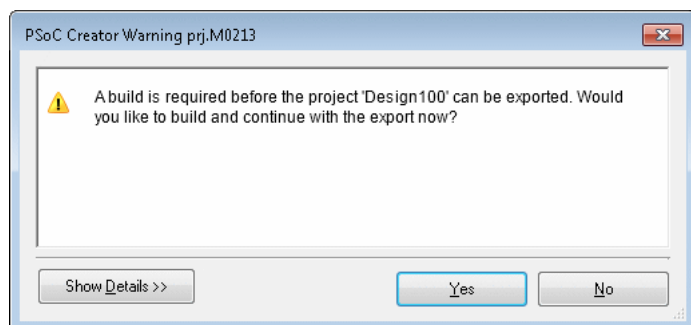 PSoC Creator Warning prj.M0213
A build is required before the project 'Design100' can be exported. Would
you like to build and continue with the export now?
Show Details >>
Yes
No